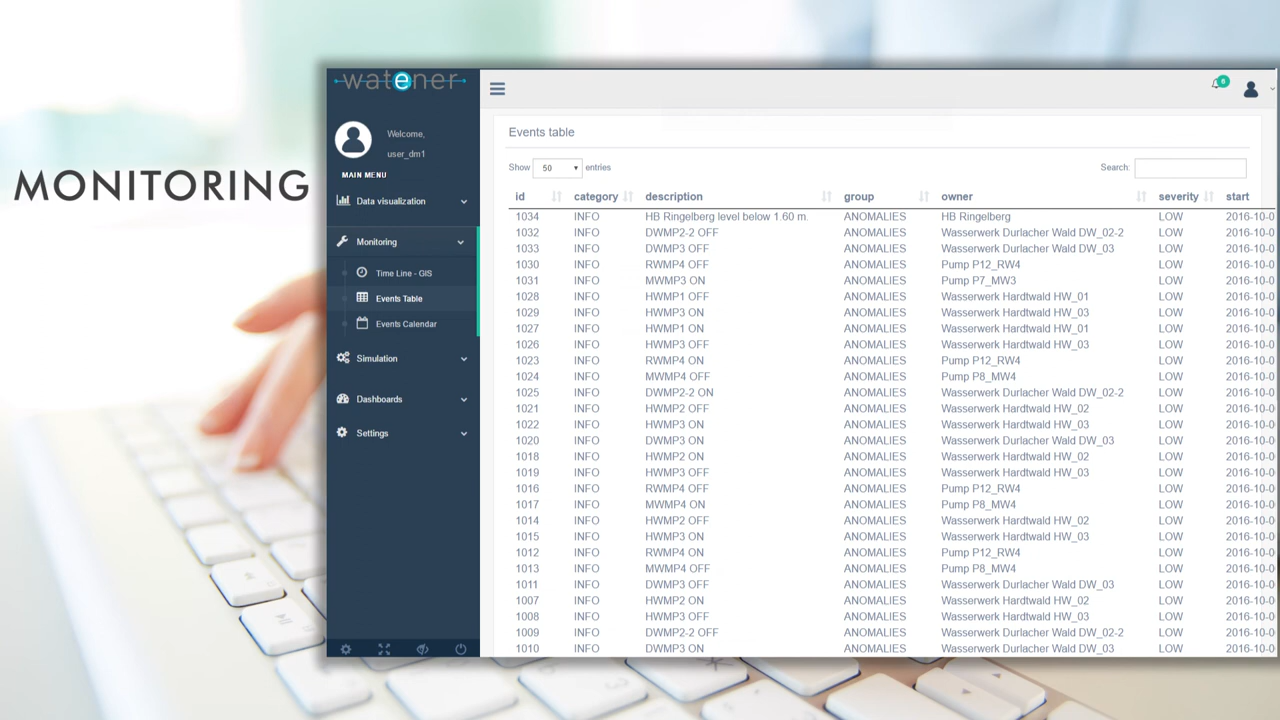 MONITORING
watener
6
Welcome,
user_dm1
MAIN MENU
Data visualization
Monitoring
Time Line - GIS
Events Table
Events Calendar
Simulation
Dashboards
Settings
Events table
Show 50 entries Search:
id category description group owner severity start
1034 INFO HB Ringelberg level below 1.60 m. ANOMALIES HB Ringelberg LOW 2016-10-0
1032 INFO DWMP2-2 OFF ANOMALIES Wasserwerk Durlacher Wald DW_02-2 LOW 2016-10-0
1033 INFO DWMP3 OFF ANOMALIES Wasserwerk Durlacher Wald DW_03 LOW 2016-10-0
1030 INFO RWMP4 OFF ANOMALIES Pump P12_RW4 LOW 2016-10-0
1031 INFO MWMP3 ON ANOMALIES Pump P7_MW3 LOW 2016-10-0
1028 INFO HWMP1 OFF ANOMALIES Wasserwerk Hardtwald HW_01 LOW 2016-10-0
1029 INFO HWMP3 ON ANOMALIES Wasserwerk Hardtwald HW_03 LOW 2016-10-0
1027 INFO HWMP1 ON ANOMALIES Wasserwerk Hardtwald HW_01 LOW 2016-10-0
1026 INFO HWMP3 OFF ANOMALIES Wasserwerk Hardtwald HW_03 LOW 2016-10-0
1023 INFO RWMP4 ON ANOMALIES Pump P12_RW4 LOW 2016-10-0
1024 INFO MWMP4 OFF ANOMALIES Pump P8_MW4 LOW 2016-10-0
1025 INFO DWMP2-2 ON ANOMALIES Wasserwerk Durlacher Wald DW_02-2 LOW 2016-10-0
1021 INFO HWMP2 OFF ANOMALIES Wasserwerk Hardtwald HW_02 LOW 2016-10-0
1022 INFO HWMP3 ON ANOMALIES Wasserwerk Hardtwald HW_03 LOW 2016-10-0
1020 INFO DWMP3 ON ANOMALIES Wasserwerk Durlacher Wald DW_03 LOW 2016-10-0
1018 INFO HWMP2 ON ANOMALIES Wasserwerk Hardtwald HW_02 LOW 2016-10-0
1019 INFO HWMP3 OFF ANOMALIES Wasserwerk Hardtwald HW_03 LOW 2016-10-0
1016 INFO RWMP4 OFF ANOMALIES Pump P12_RW4 LOW 2016-10-0
1017 INFO MWMP4 ON ANOMALIES Pump P8_MW4 LOW 2016-10-0
1014 INFO HWMP2 OFF ANOMALIES Wasserwerk Hardtwald HW_02 LOW 2016-10-0
1015 INFO HWMP3 ON ANOMALIES Wasserwerk Hardtwald HW_03 LOW 2016-10-0
1012 INFO RWMP4 ON ANOMALIES Pump P12_RW4 LOW 2016-10-0
1013 INFO MWMP4 OFF ANOMALIES Pump P8_MW4 LOW 2016-10-0
1011 INFO DWMP3 OFF ANOMALIES Wasserwerk Durlacher Wald DW_03 LOW 2016-10-0
1007 INFO HWMP2 ON ANOMALIES Wasserwerk Hardtwald HW_02 LOW 2016-10-0
1008 INFO HWMP3 OFF ANOMALIES Wasserwerk Hardtwald HW_03 LOW 2016-10-0
1009 INFO DWMP2-2 OFF ANOMALIES Wasserwerk Durlacher Wald DW_02-2 LOW 2016-10-0
1010 INFO DWMP3 ON ANOMALIES Wasserwerk Durlacher Wald DW_03 LOW 2016-10-0